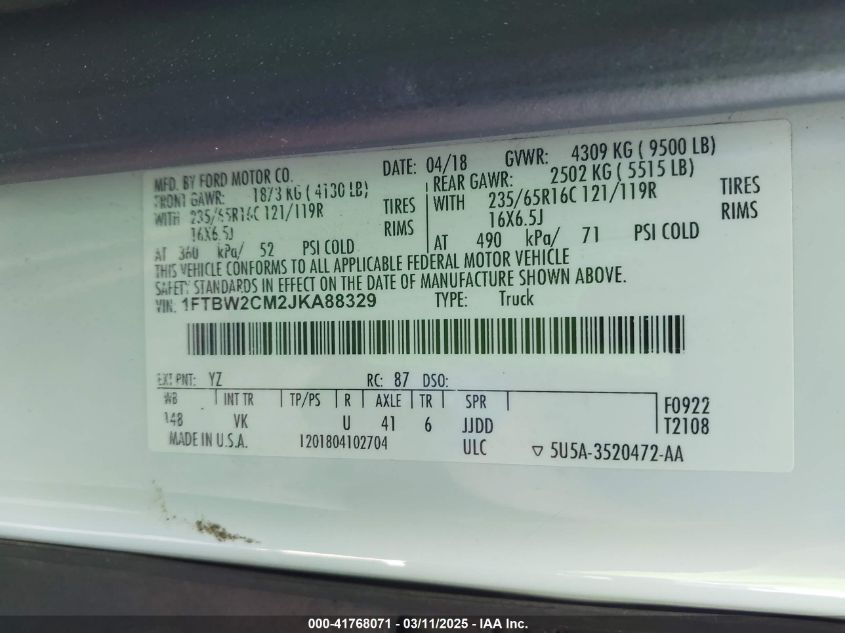 MFD. BY FORD MOTOR CO. DATE: 04/18 GVWR: 4309 KG ( 9500 LB)
FRONT GAWR: 1873 KG ( 4130 LB) REAR GAWR: 2502 KG ( 5515 LB)
WITH 235/65R16C 121/119R TIRES WITH 235/65R16C 121/119R TIRES
16X6.5J RIMS 16X6.5J RIMS
AT 360 kPa/ 52 PSI COLD AT 490 kPa/ 71 PSI COLD
THIS VEHICLE CONFORMS TO ALL APPLICABLE FEDERAL MOTOR VEHICLE
SAFETY STANDARDS IN EFFECT ON THE DATE OF MANUFACTURE SHOWN ABOVE.
VIN: 1FTBW2CM2JKA88329 TYPE: Truck
EXT PNT: YZ RC: 87 DSO:
WB INT TR TP/PS R AXLE TR SPR F0922
148 VK U 41 6 JJDD T2108
MADE IN U.S.A. I201804102704 ULC ▽ 5U5A-3520472-AA
000-41768071 - 03/11/2025 - IAA Inc.